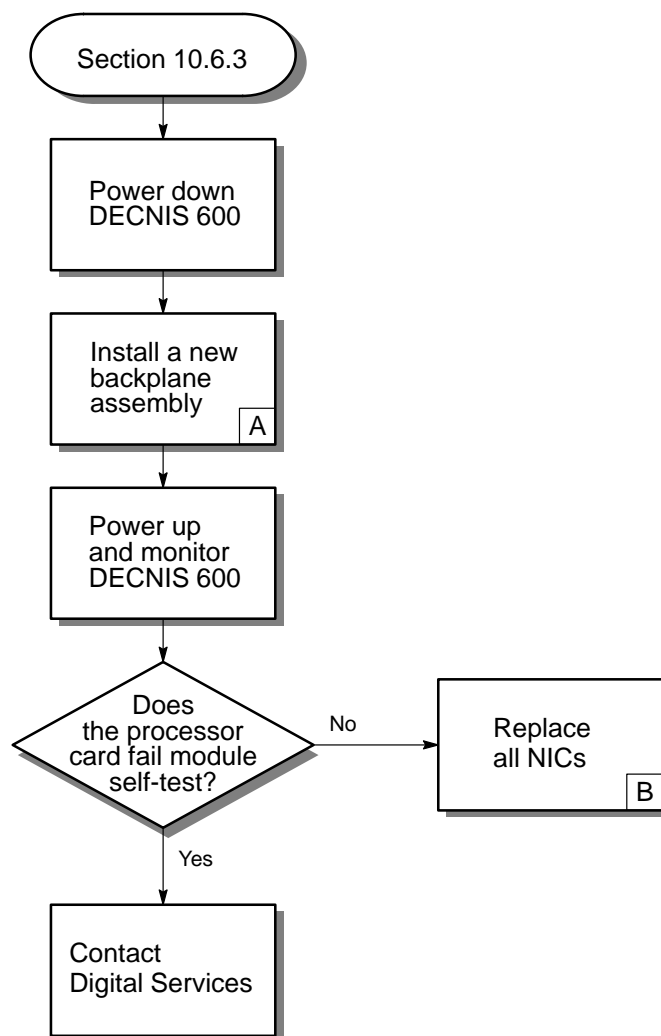 Section 10.6.3
Power down
DECNIS 600
Install a new
backplane
assembly
A
Power up
and monitor
DECNIS 600
Does
the processor
card fail module
self-test?
No
Replace
all NICs
B
Yes
Contact
Digital Services